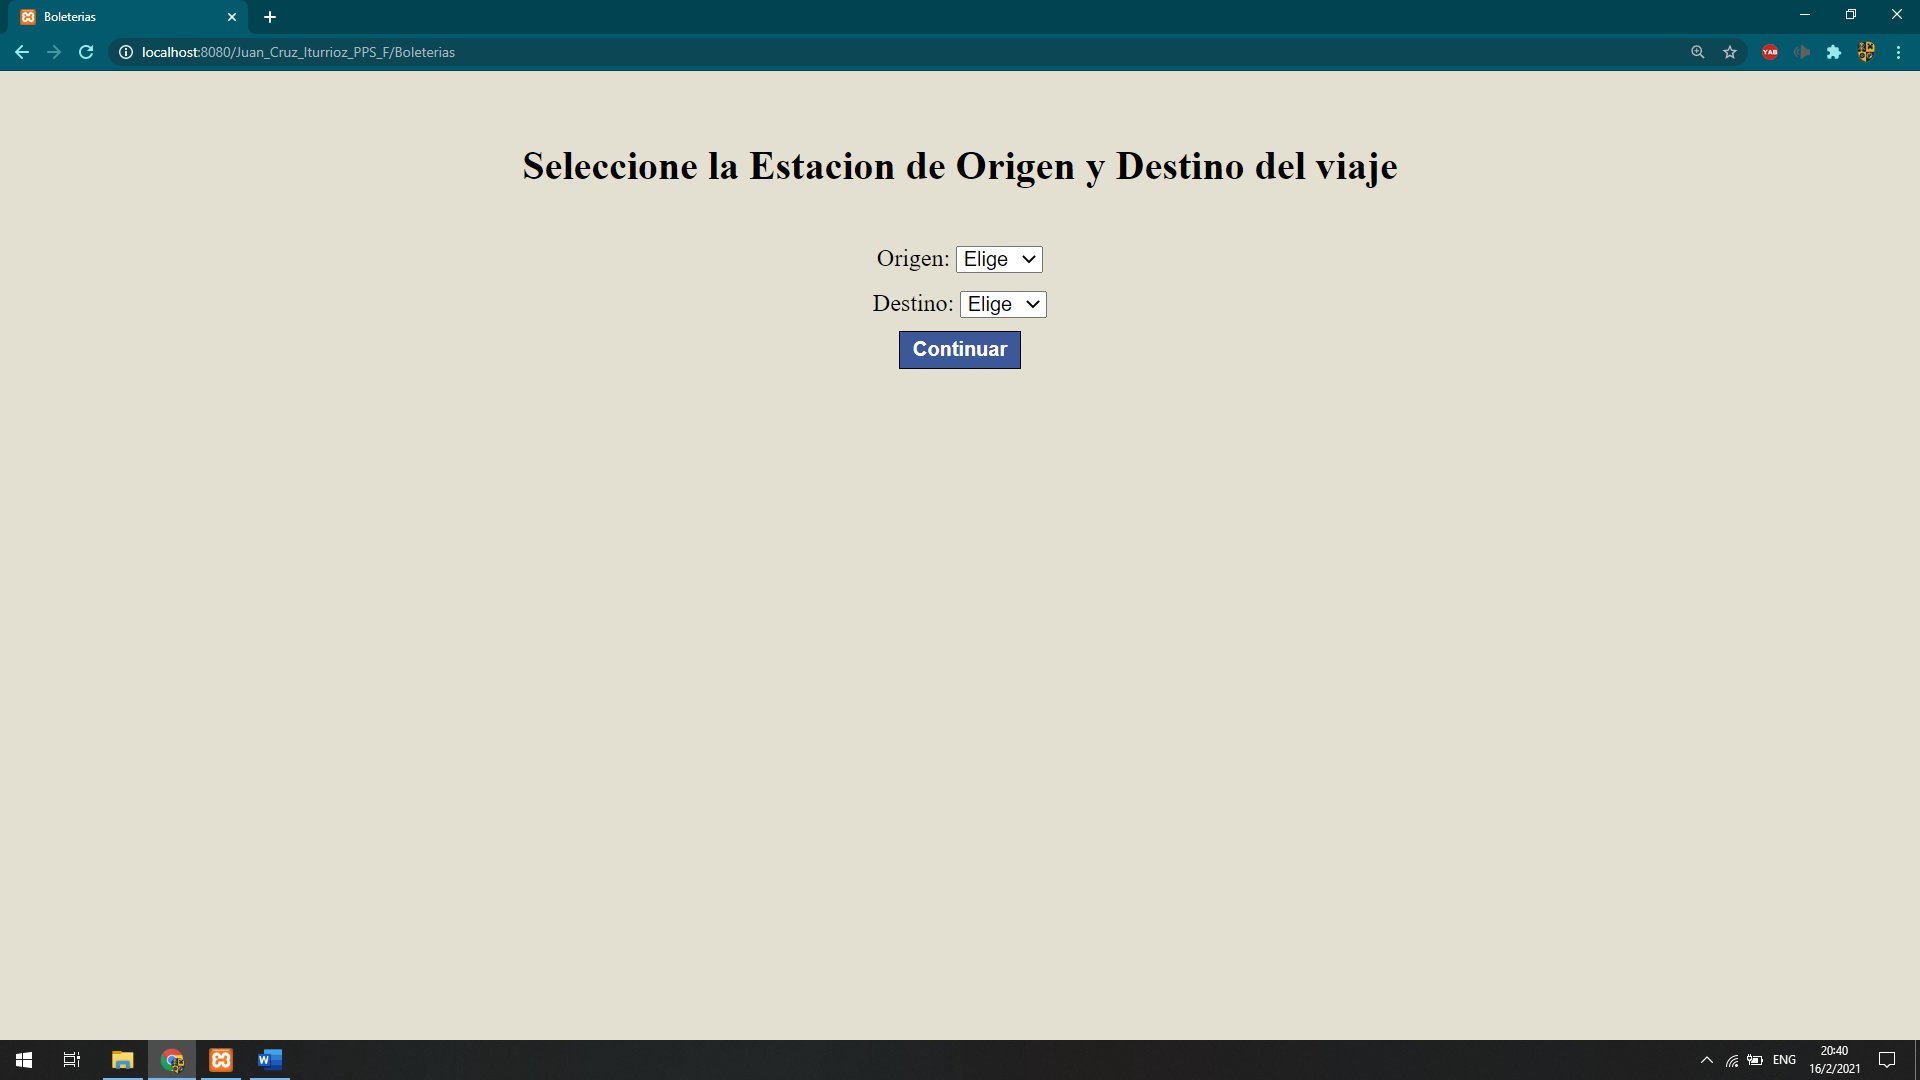 Boleterias
localhost:8080/Juan_Cruz_Iturrioz_PPS_F/Boleterias
YAB
Seleccione la Estacion de Origen y Destino del viaje
Origen: Elige
Destino: Elige
Continuar
W
ENG
20:40
16/2/2021